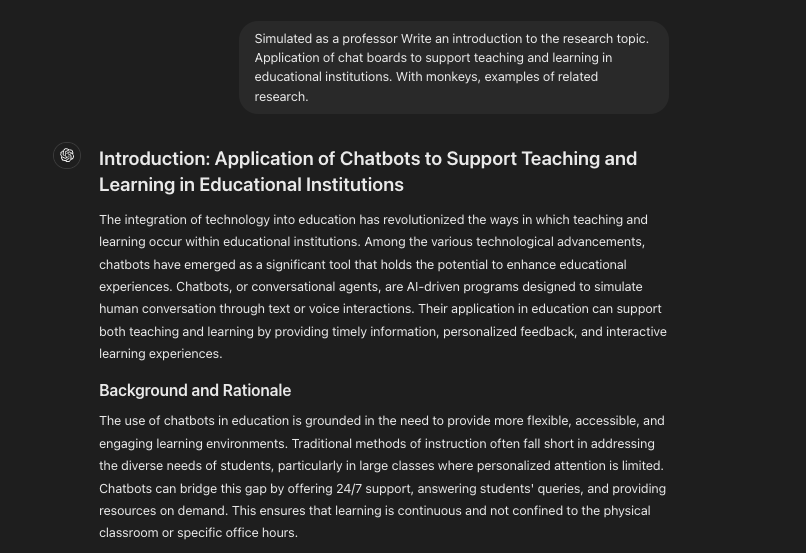 Simulated as a professor Write an introduction to the research topic.
Application of chat boards to support teaching and learning in
educational institutions. With monkeys, examples of related
research.
Introduction: Application of Chatbots to Support Teaching and
Learning in Educational Institutions
The integration of technology into education has revolutionized the ways in which teaching and
learning occur within educational institutions. Among the various technological advancements,
chatbots have emerged as a significant tool that holds the potential to enhance educational
experiences. Chatbots, or conversational agents, are AI-driven programs designed to simulate
human conversation through text or voice interactions. Their application in education can support
both teaching and learning by providing timely information, personalized feedback, and interactive
learning experiences.
Background and Rationale
The use of chatbots in education is grounded in the need to provide more flexible, accessible, and
engaging learning environments. Traditional methods of instruction often fall short in addressing
the diverse needs of students, particularly in large classes where personalized attention is limited.
Chatbots can bridge this gap by offering 24/7 support, answering students' queries, and providing
resources on demand. This ensures that learning is continuous and not confined to the physical
classroom or specific office hours.